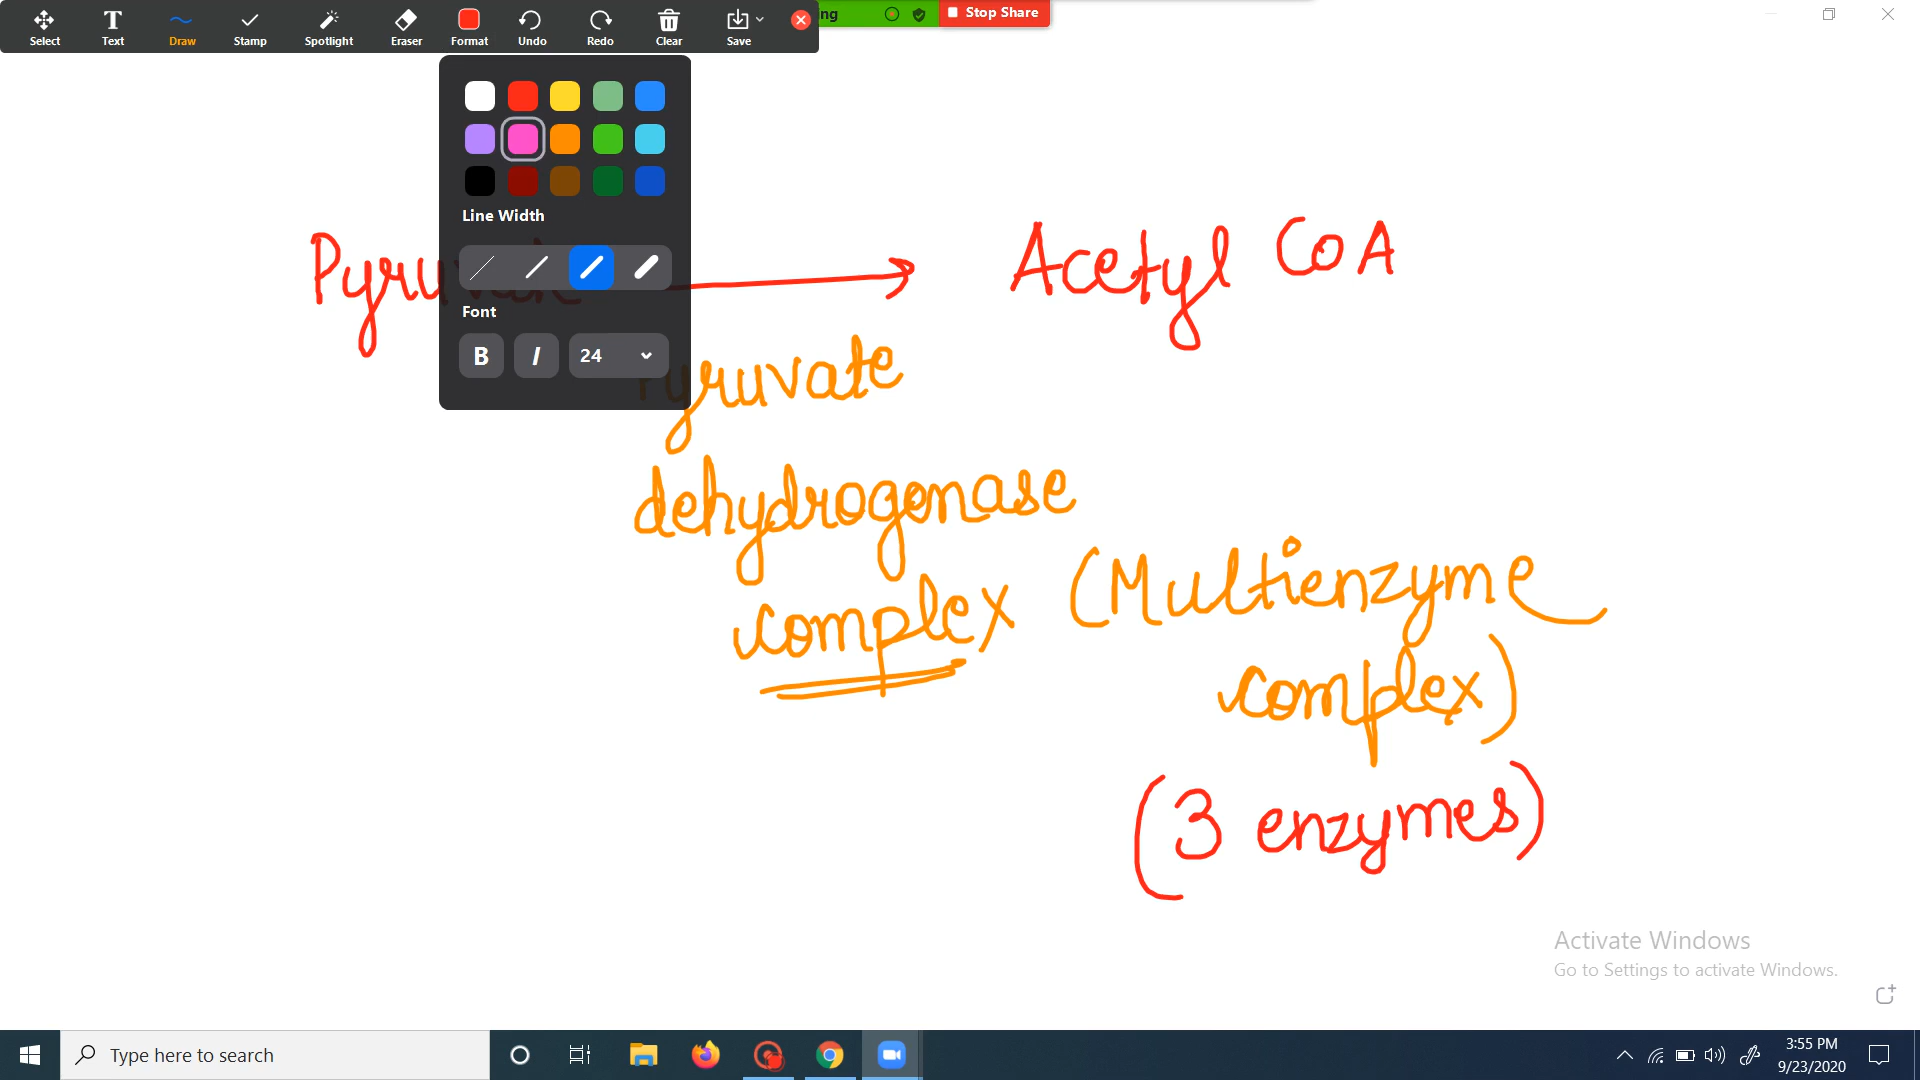 Select Text Draw Stamp Spotlight Eraser Format Undo Redo Clear Save
ing Stop Share
Line Width
Font
B I 24
Acetyl CoA
Pyruvate
dehydrogenase
complex (Multienzyme
complex)
(3 enzymes)
Activate Windows
Go to Settings to activate Windows.
Type here to search
3:55 PM
9/23/2020